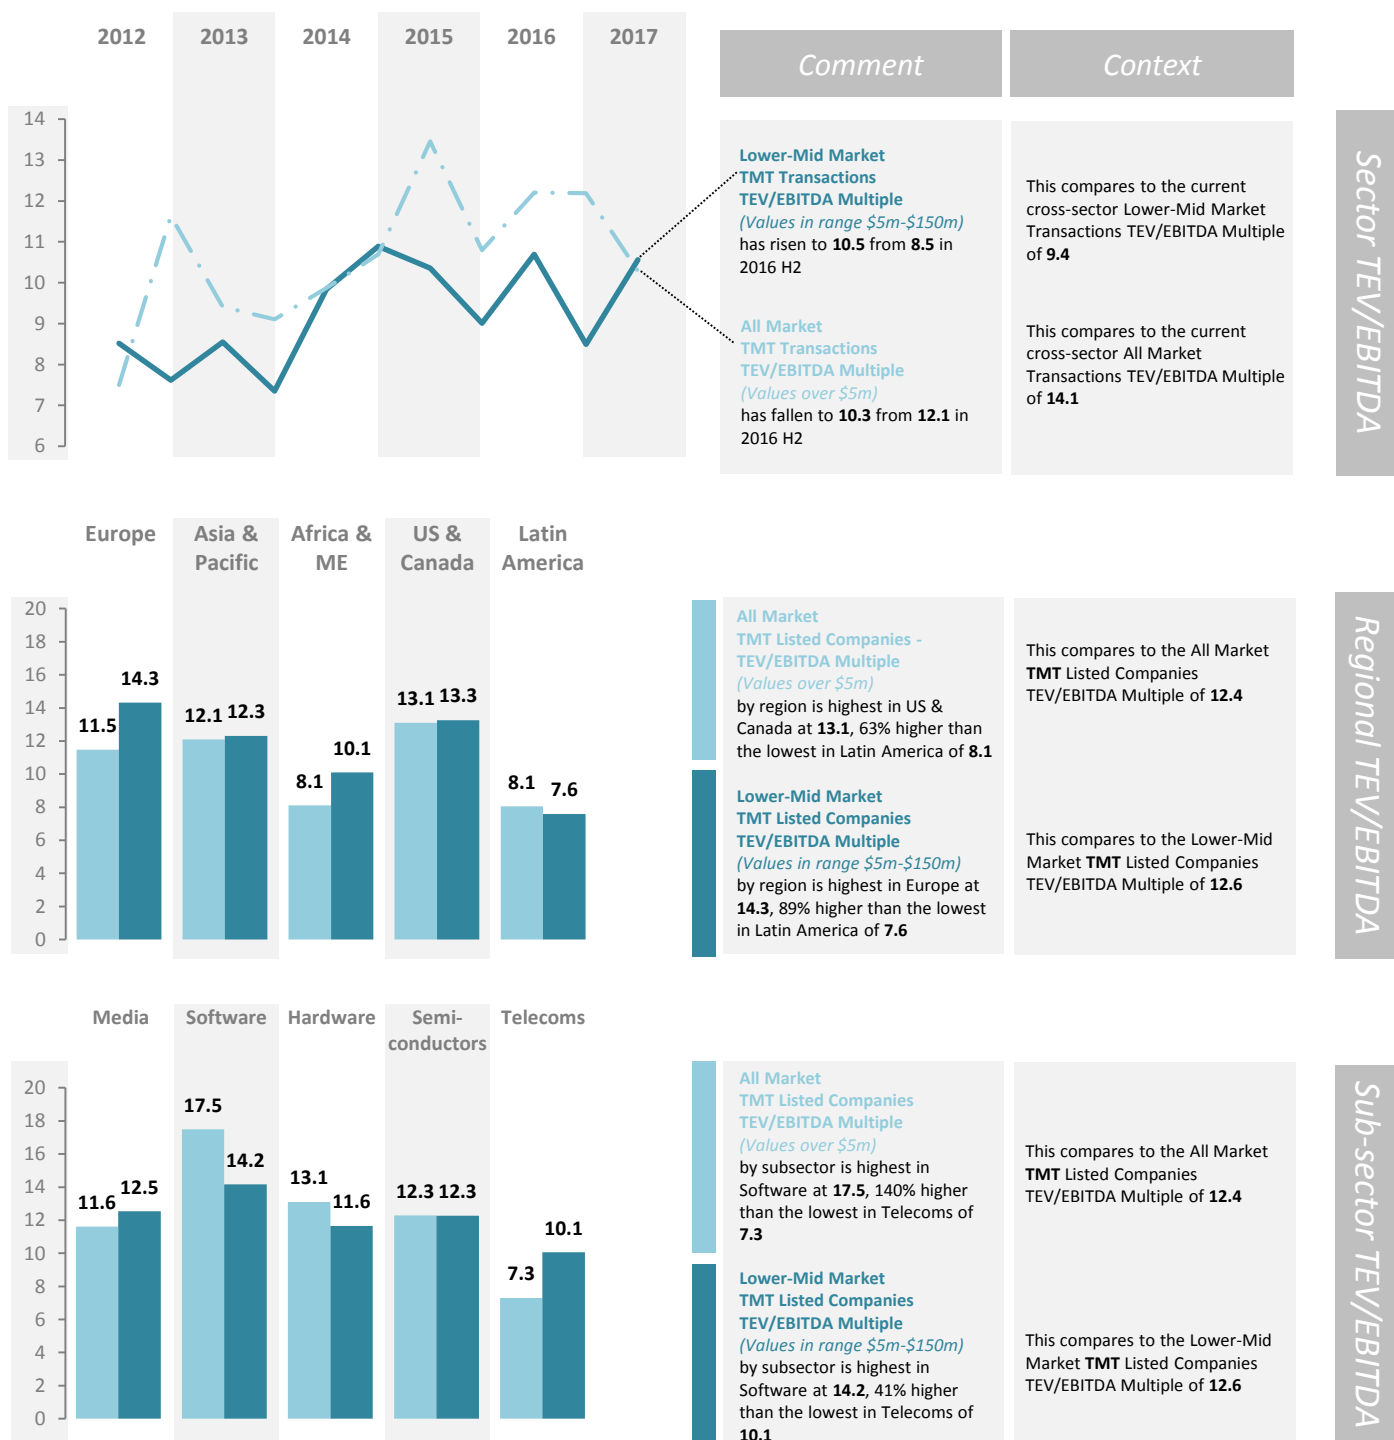 2012 2013 2014 2015 2016 2017
Comment Context
14
13
12
11
10
9
8
7
6
Lower-Mid Market
TMT Transactions
TEV/EBITDA Multiple
(Values in range $5m-$150m)
has risen to 10.5 from 8.5 in
2016 H2
All Market
TMT Transactions
TEV/EBITDA Multiple
(Values over $5m)
has fallen to 10.3 from 12.1 in
2016 H2
This compares to the current
cross-sector Lower-Mid Market
Transactions TEV/EBITDA Multiple
of 9.4
This compares to the current
cross-sector All Market
Transactions TEV/EBITDA Multiple
of 14.1
Sector TEV/EBITDA
Europe Asia & Africa & US & Latin
Pacific ME Canada America
20
18
16
14
12
10
8
6
4
2
0
11.5 14.3 12.1 12.3 8.1 10.1 13.1 13.3 8.1 7.6
All Market
TMT Listed Companies -
TEV/EBITDA Multiple
(Values over $5m)
by region is highest in US &
Canada at 13.1, 63% higher than
the lowest in Latin America of 8.1
Lower-Mid Market
TMT Listed Companies
TEV/EBITDA Multiple
(Values in range $5m-$150m)
by region is highest in Europe at
14.3, 89% higher than the lowest
in Latin America of 7.6
This compares to the All Market
TMT Listed Companies
TEV/EBITDA Multiple of 12.4
This compares to the Lower-Mid
Market TMT Listed Companies
TEV/EBITDA Multiple of 12.6
Regional TEV/EBITDA
Media Software Hardware Semi- Telecoms
conductors
20
18
16
14
12
10
8
6
4
2
0
11.6 12.5 17.5 14.2 13.1 11.6 12.3 12.3 7.3 10.1
All Market
TMT Listed Companies
TEV/EBITDA Multiple
(Values over $5m)
by subsector is highest in
Software at 17.5, 140% higher
than the lowest in Telecoms of
7.3
Lower-Mid Market
TMT Listed Companies
TEV/EBITDA Multiple
(Values in range $5m-$150m)
by subsector is highest in
Software at 14.2, 41% higher
than the lowest in Telecoms of
10.1
This compares to the All Market
TMT Listed Companies
TEV/EBITDA Multiple of 12.4
This compares to the Lower-Mid
Market TMT Listed Companies
TEV/EBITDA Multiple of 12.6
Sub-sector TEV/EBITDA